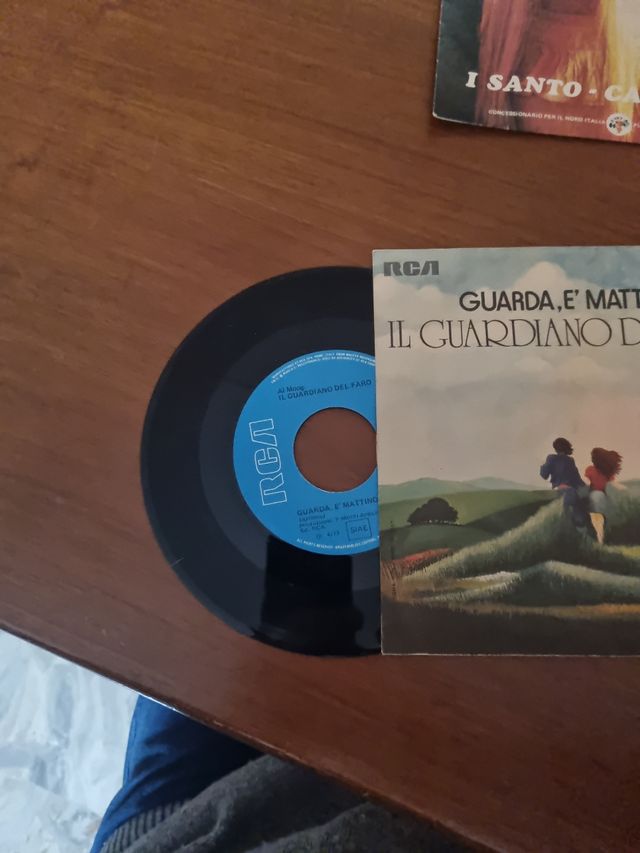 I SANTO - CA
CONCESSIONARIO PER IL NORD ITALIA
RCA
GUARDA, E' MATT
IL GUARDIANO D
Al Moog:
IL GUARDIANO DEL FARO
RCA
GUARDA, E' MATTINO
SIAE